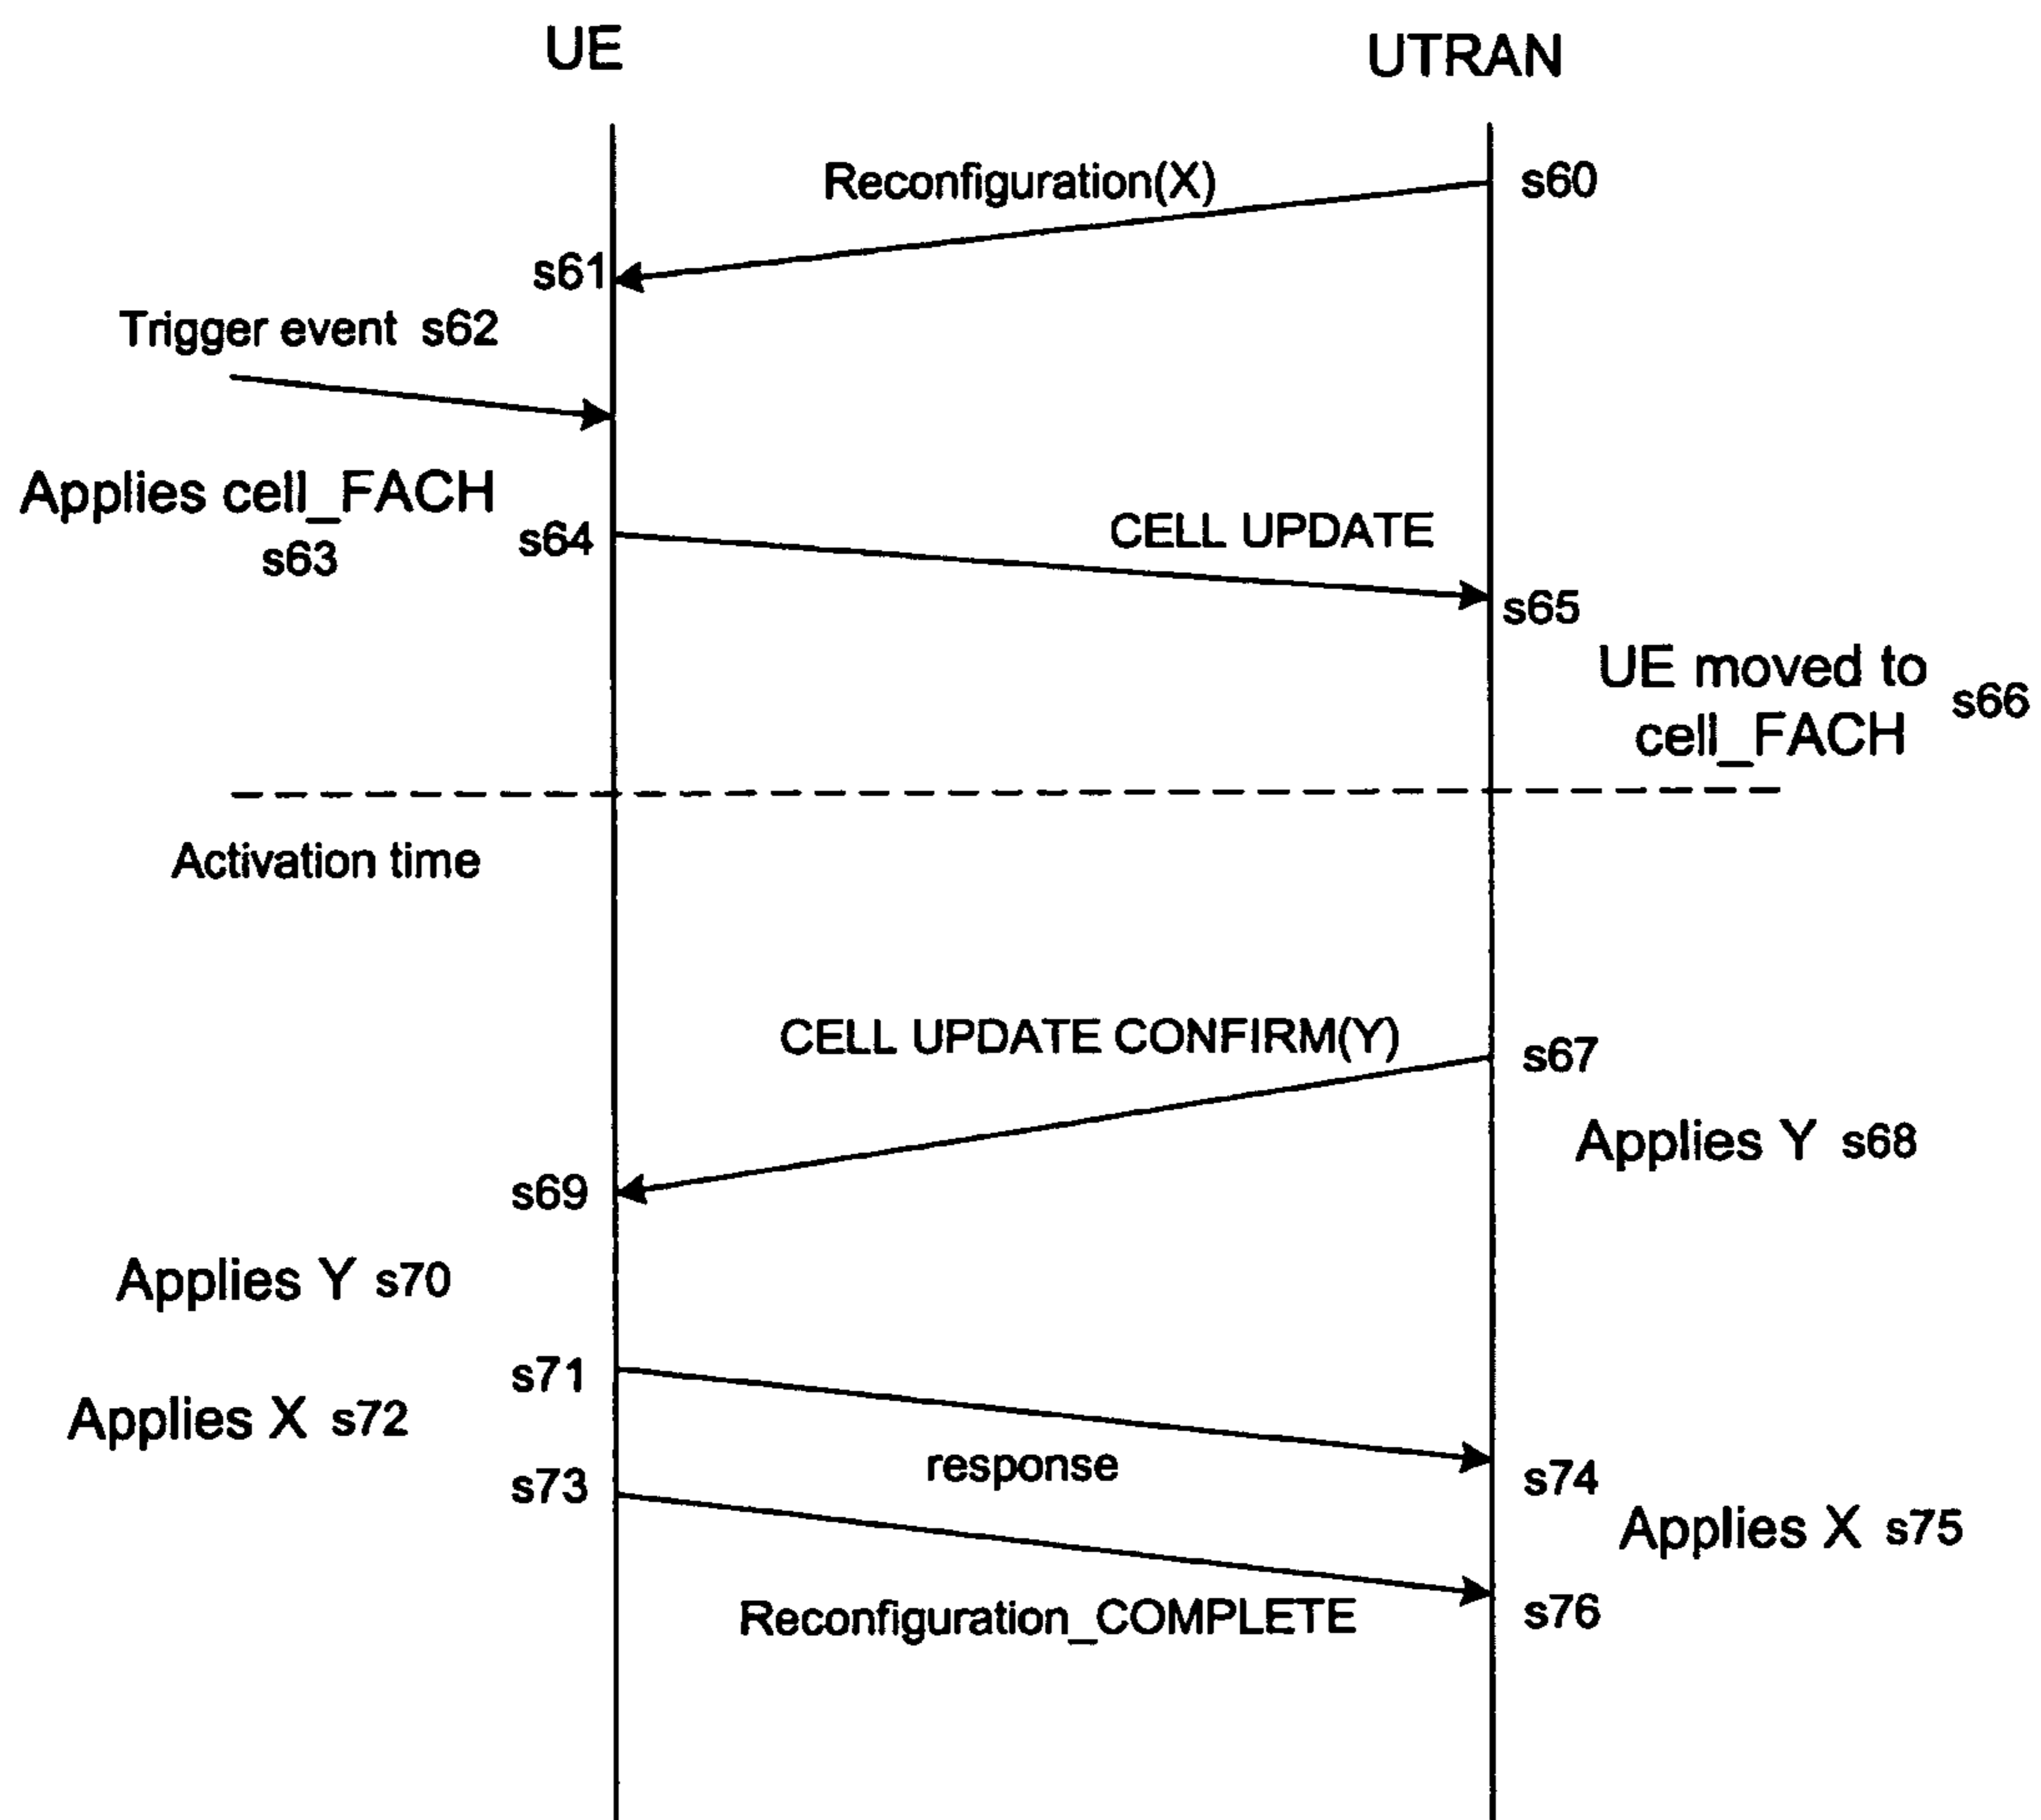 UE
UTRAN
Reconfiguration(X)
s60
s61
Trigger event s62
Applies cell_FACH
s63
s64
CELL UPDATE
s65
UE moved to
cell_FACH
s66
Activation time
CELL UPDATE CONFIRM(Y)
s67
Applies Y s68
s69
Applies Y s70
s71
Applies X s72
response
s73
s74
Applies X s75
Reconfiguration_COMPLETE
s76